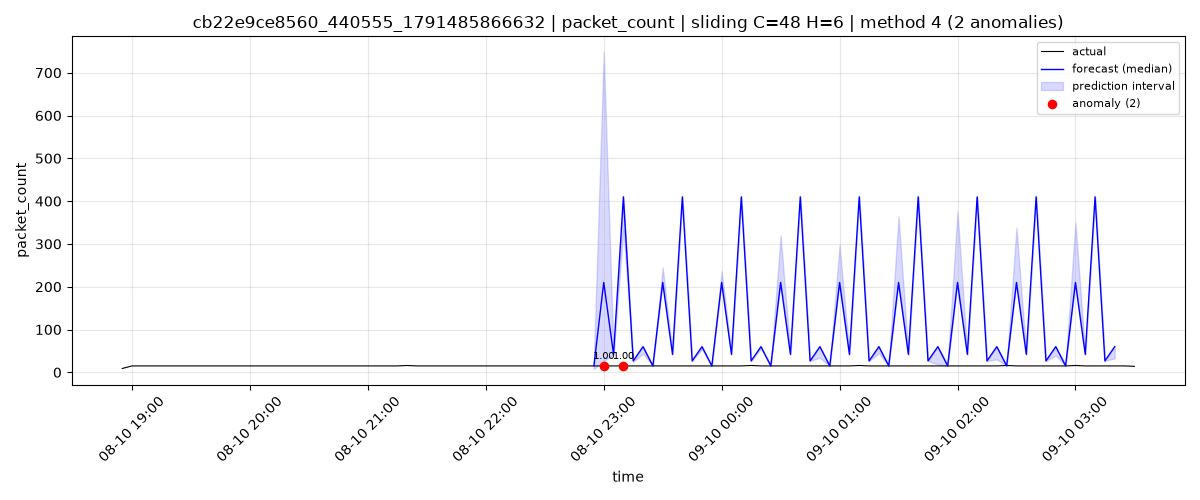 cb22e9ce8560_440555_1791485866632 | packet_count | sliding C=48 H=6 | method 4 (2 anomalies)
actual
forecast (median)
prediction interval
anomaly (2)
packet_count
700
600
500
400
300
200
100
0
1.00
1.00
08-10 19:00
08-10 20:00
08-10 21:00
08-10 22:00
08-10 23:00
09-10 00:00
09-10 01:00
09-10 02:00
09-10 03:00
time